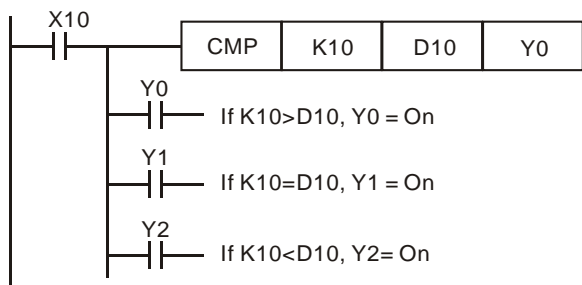 X10
CMP K10 D10 Y0
Y0
If K10>D10, Y0 = On
Y1
If K10=D10, Y1 = On
Y2
If K10<D10, Y2= On